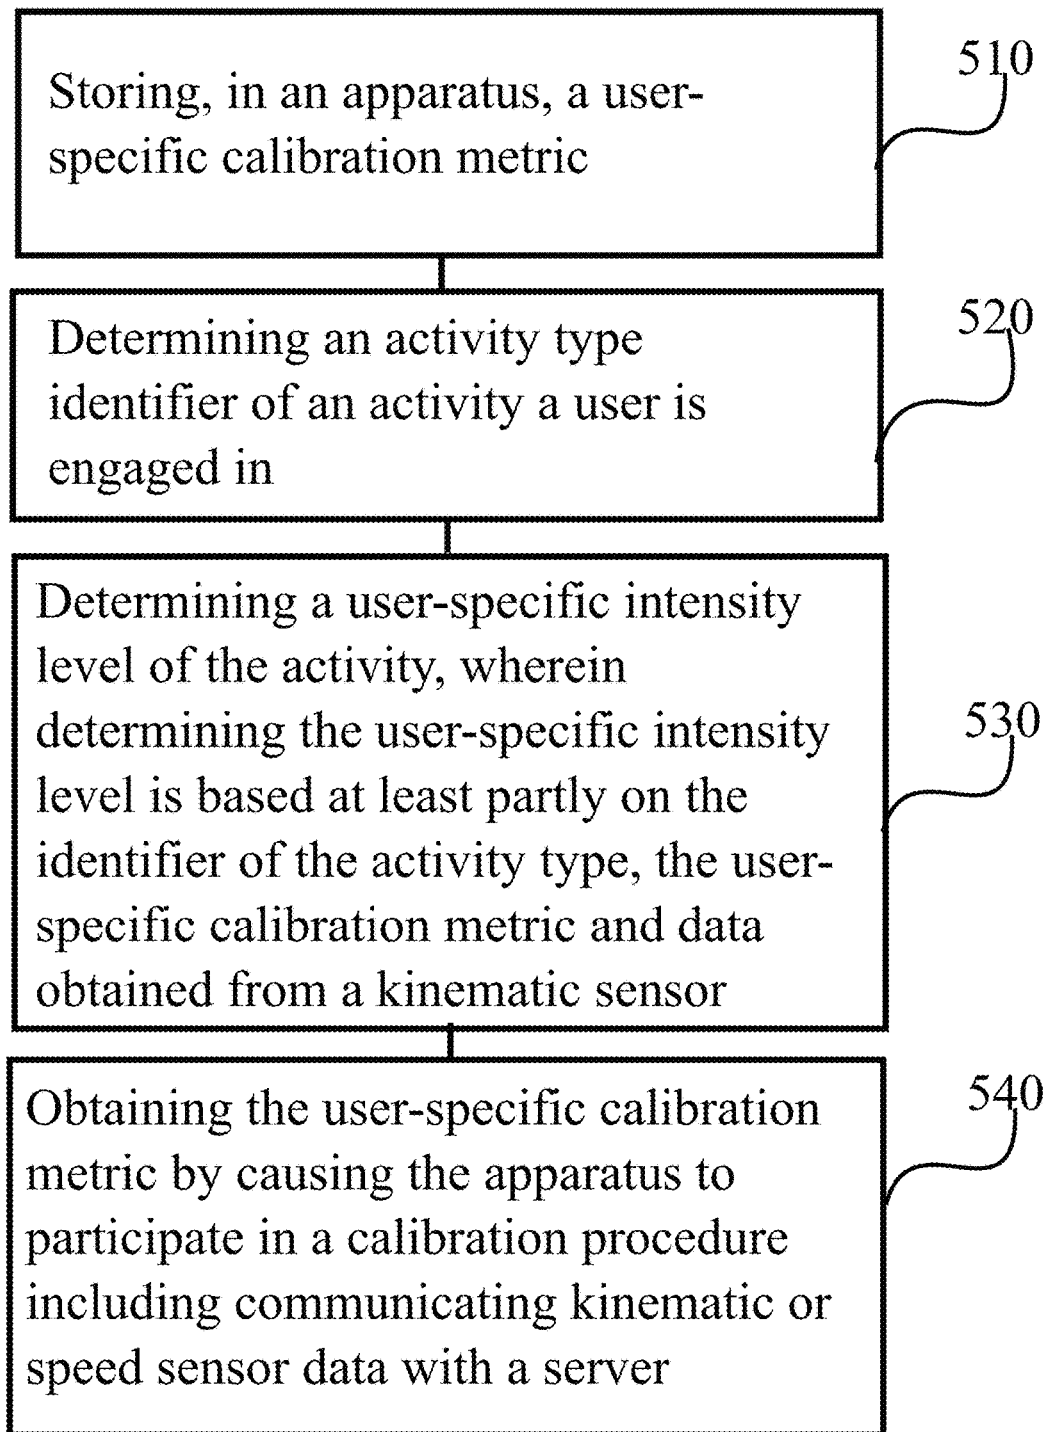 510
Storing, in an apparatus, a user-
specific calibration metric
520
Determining an activity type
identifier of an activity a user is
engaged in
Determining a user-specific intensity
level of the activity, wherein
determining the user-specific intensity
level is based at least partly on the
identifier of the activity type, the user-
specific calibration metric and data
obtained from a kinematic sensor
530
Obtaining the user-specific calibration
metric by causing the apparatus to
participate in a calibration procedure
including communicating kinematic or
speed sensor data with a server
540